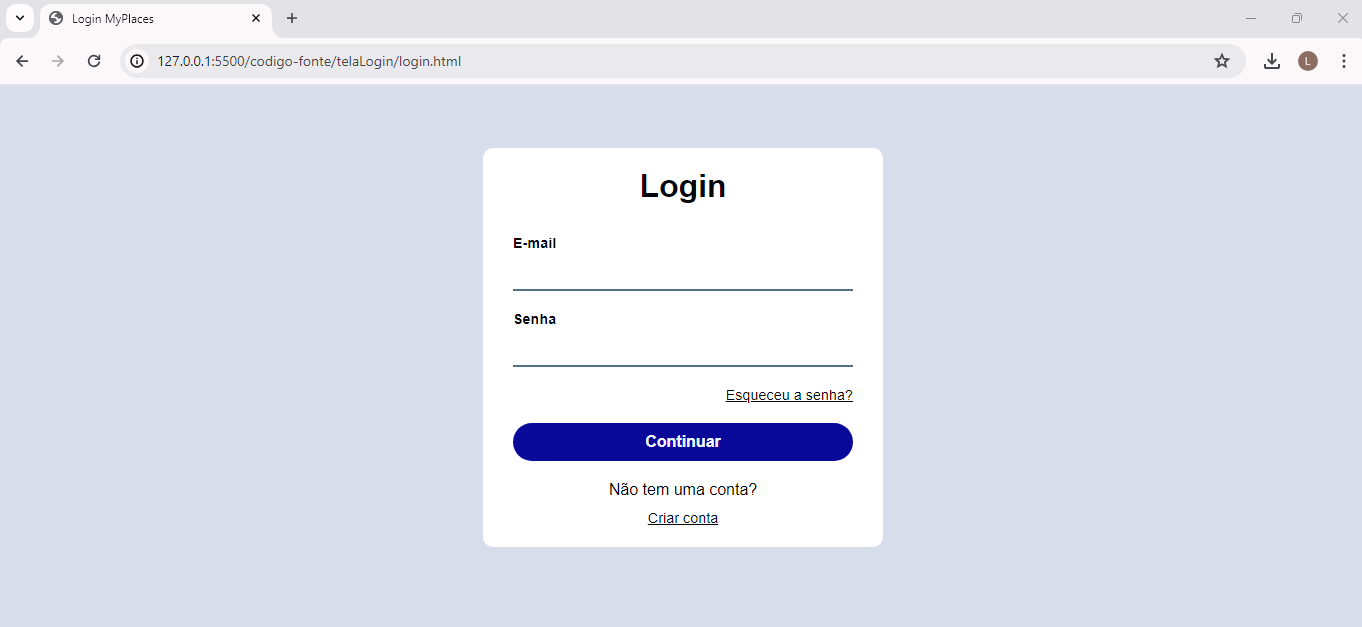 Login MyPlaces
127.0.0.1:5500/codigo-fonte/telaLogin/login.html
L
Login
E-mail
Senha
Esqueceu a senha?
Continuar
Não tem uma conta?
Criar conta